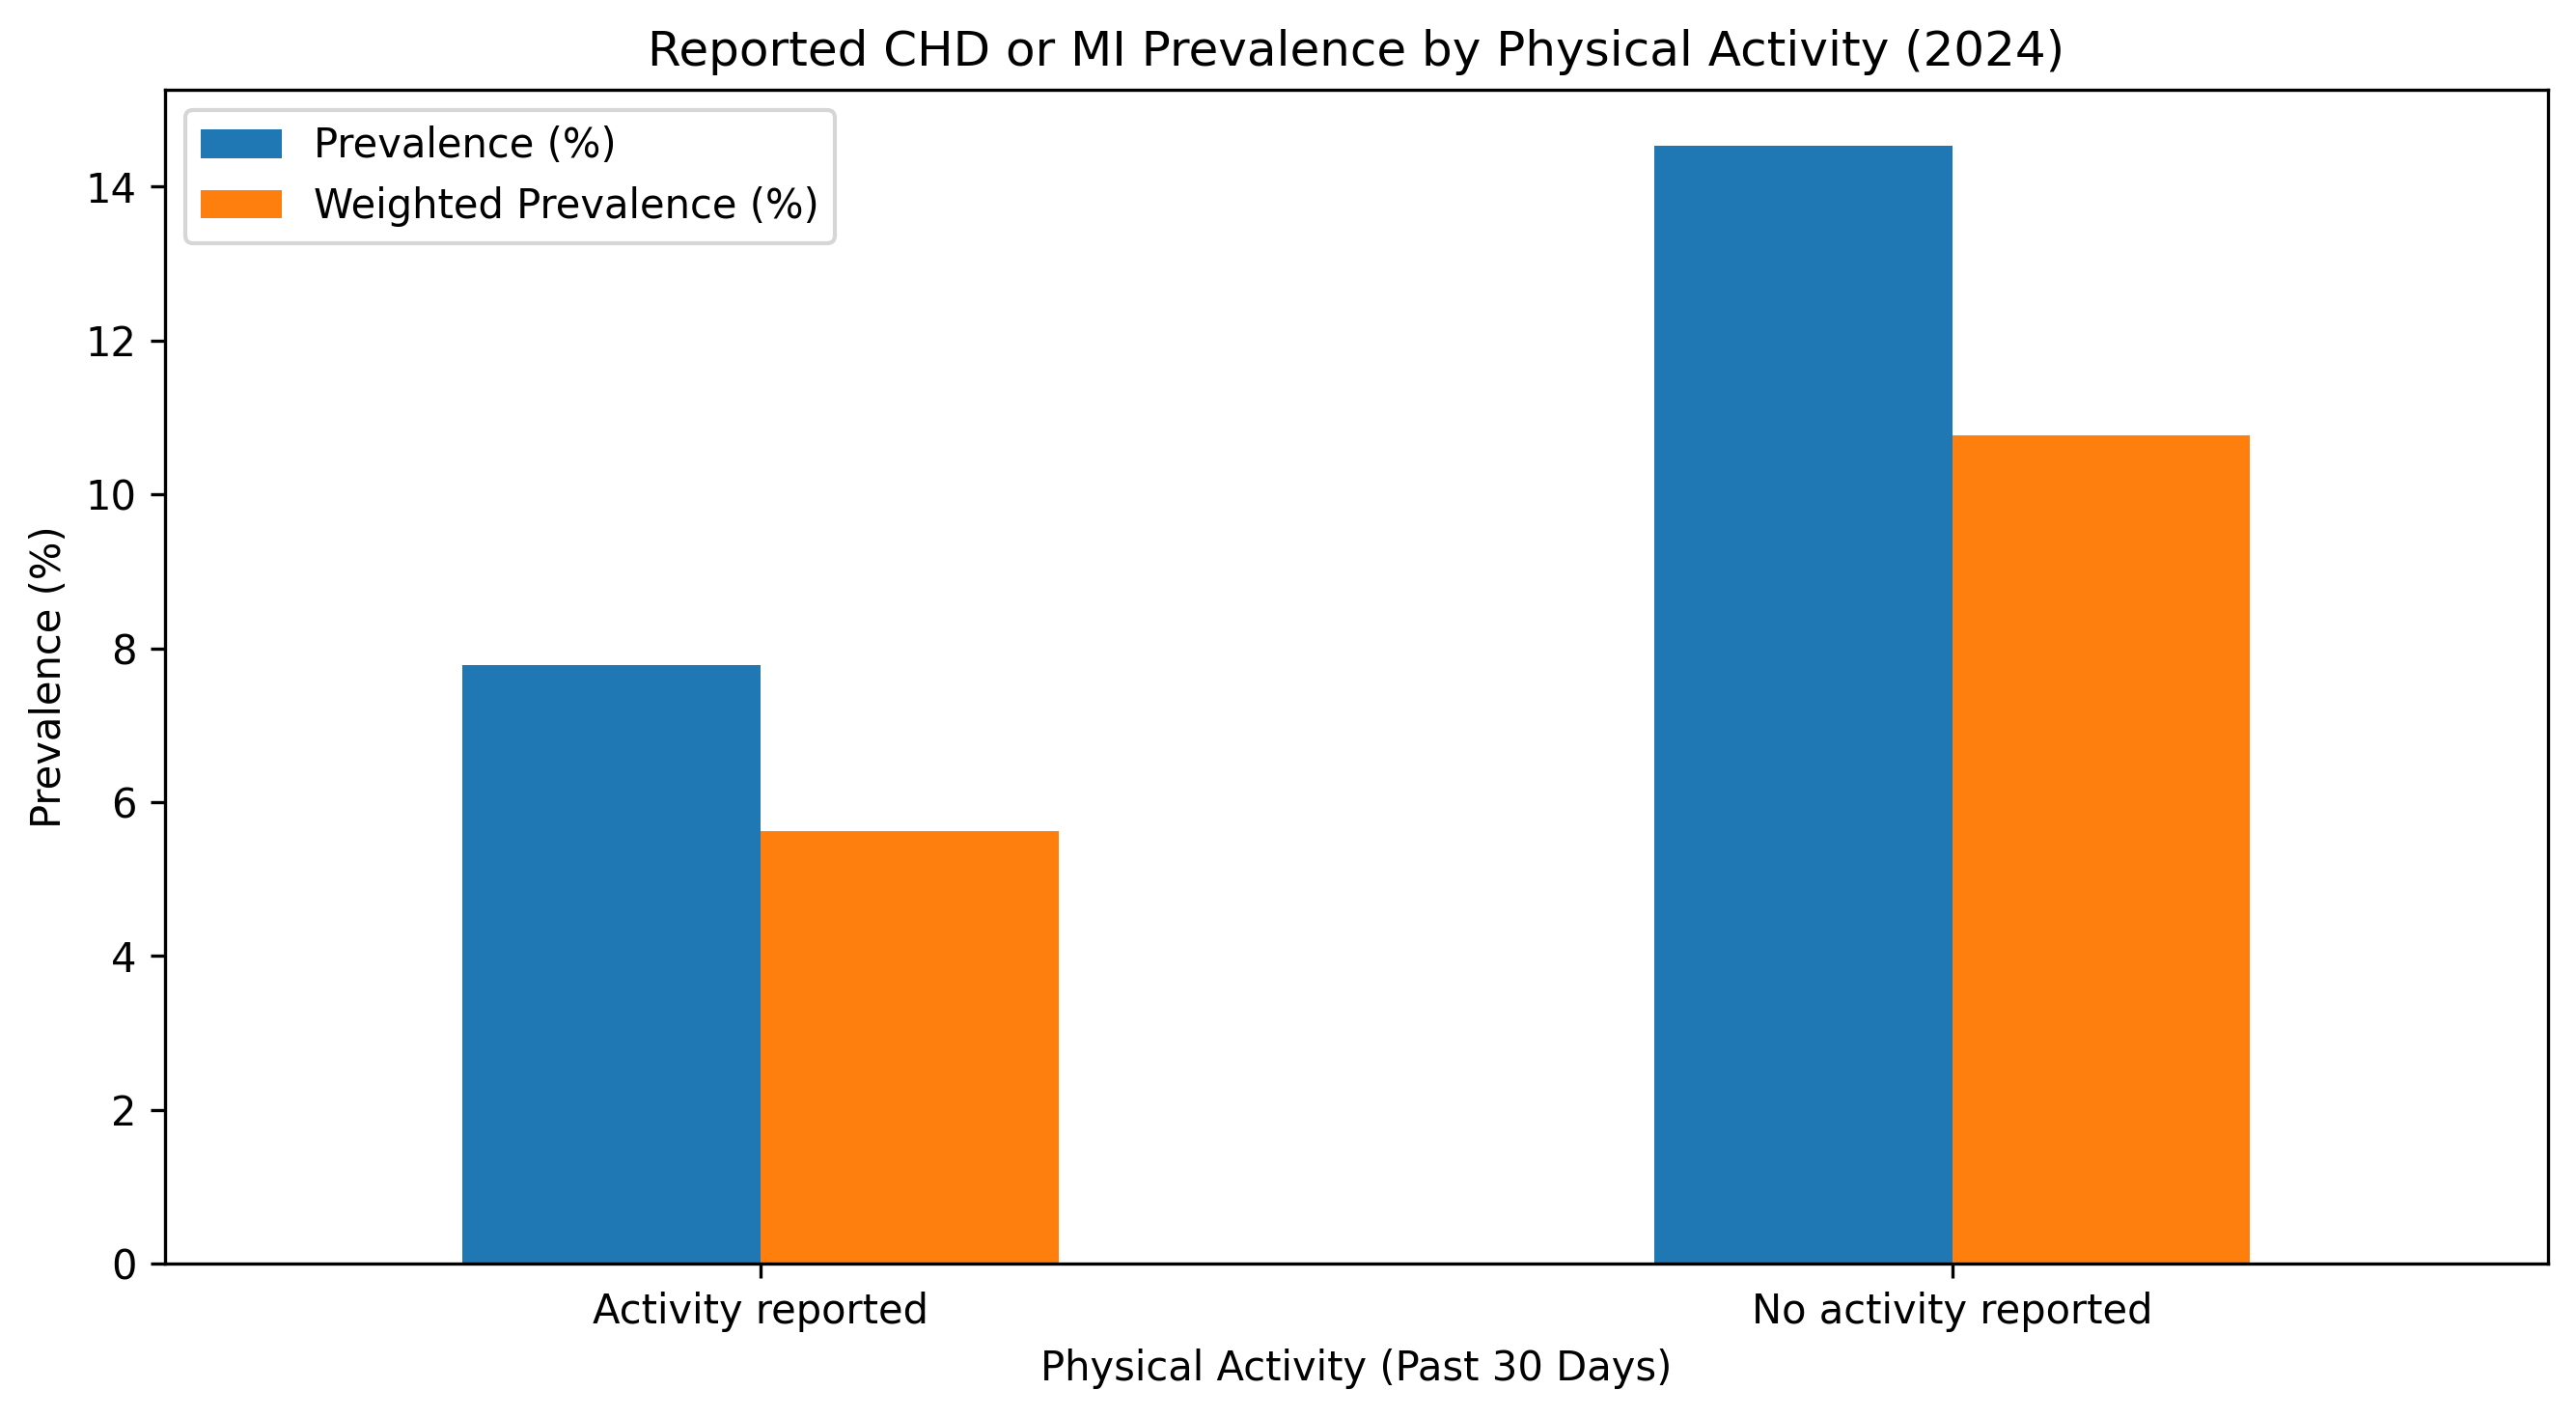 Reported CHD or MI Prevalence by Physical Activity (2024)
Prevalence (%)
Weighted Prevalence (%)
14
12
10
8
6
4
2
0
Prevalence (%)
Activity reported
No activity reported
Physical Activity (Past 30 Days)